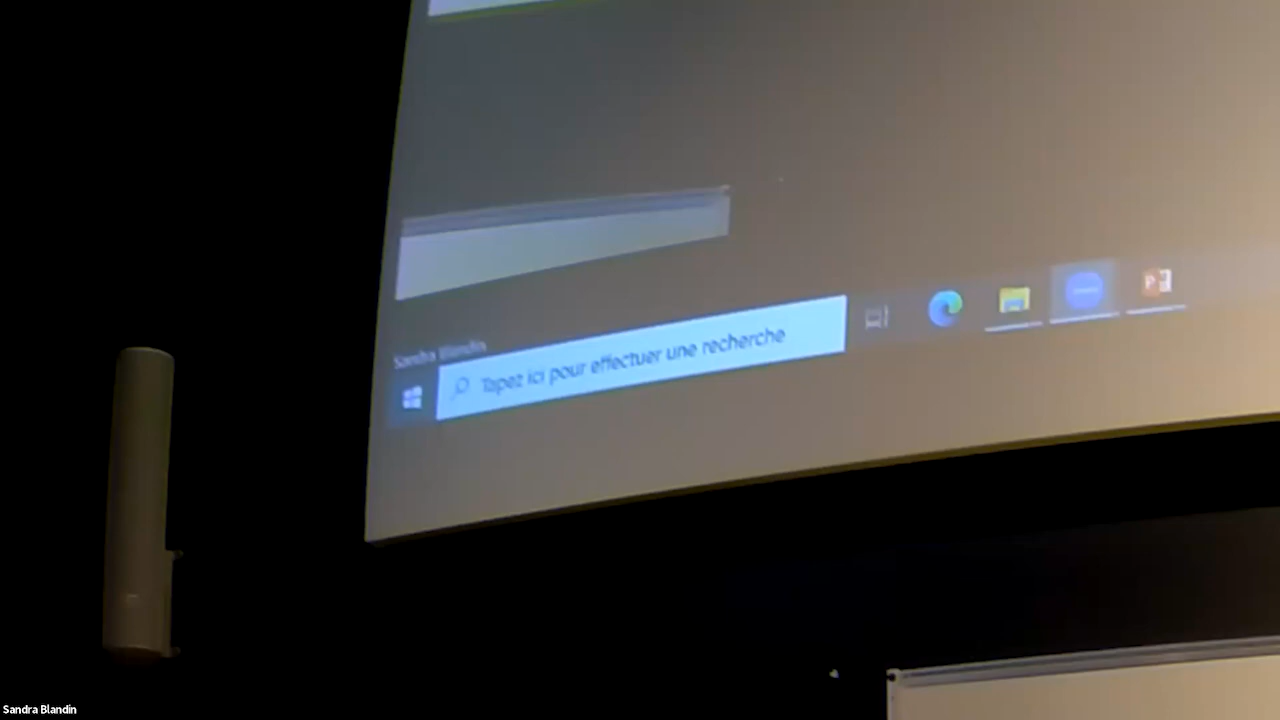 Sandra Blandin
Tapez ici pour effectuer une recherche
Sandra Blandin